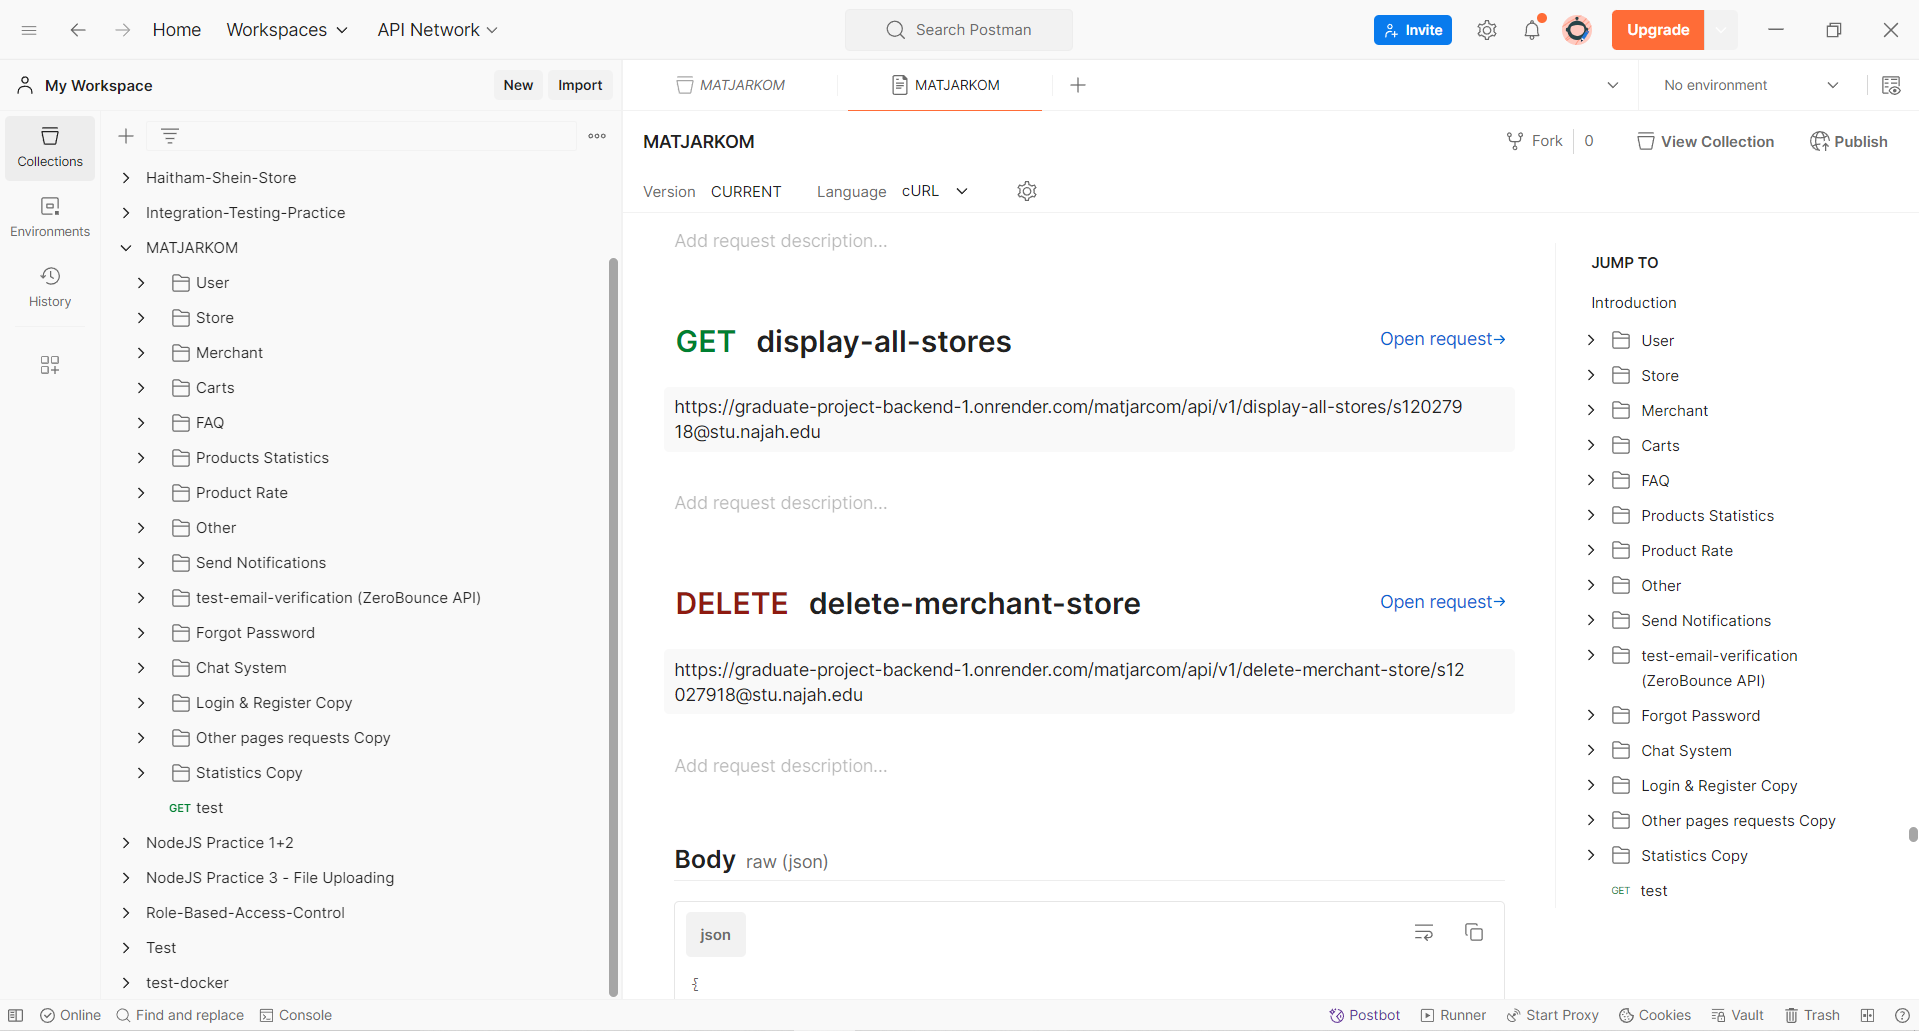 Home Workspaces API Network Search Postman Invite Upgrade
My Workspace New Import MATJARKOM MATJARKOM No environment
Collections
Environments
History
Haitham-Shein-Store
Integration-Testing-Practice
MATJARKOM
User
Store
Merchant
Carts
FAQ
Products Statistics
Product Rate
Other
Send Notifications
test-email-verification (ZeroBounce API)
Forgot Password
Chat System
Login & Register Copy
Other pages requests Copy
Statistics Copy
GET test
NodeJS Practice 1+2
NodeJS Practice 3 - File Uploading
Role-Based-Access-Control
Test
test-docker
MATJARKOM Fork 0 View Collection Publish
Version CURRENT Language cURL
Add request description...
GET display-all-stores Open request→
https://graduate-project-backend-1.onrender.com/matjarcom/api/v1/display-all-stores/s120279
18@stu.najah.edu
Add request description...
DELETE delete-merchant-store Open request→
https://graduate-project-backend-1.onrender.com/matjarcom/api/v1/delete-merchant-store/s12
027918@stu.najah.edu
Add request description...
Body raw (json)
json
{
JUMP TO
Introduction
User
Store
Merchant
Carts
FAQ
Products Statistics
Product Rate
Other
Send Notifications
test-email-verification
(ZeroBounce API)
Forgot Password
Chat System
Login & Register Copy
Other pages requests Copy
Statistics Copy
GET test
Online Find and replace Console Postbot Runner Start Proxy Cookies Vault Trash